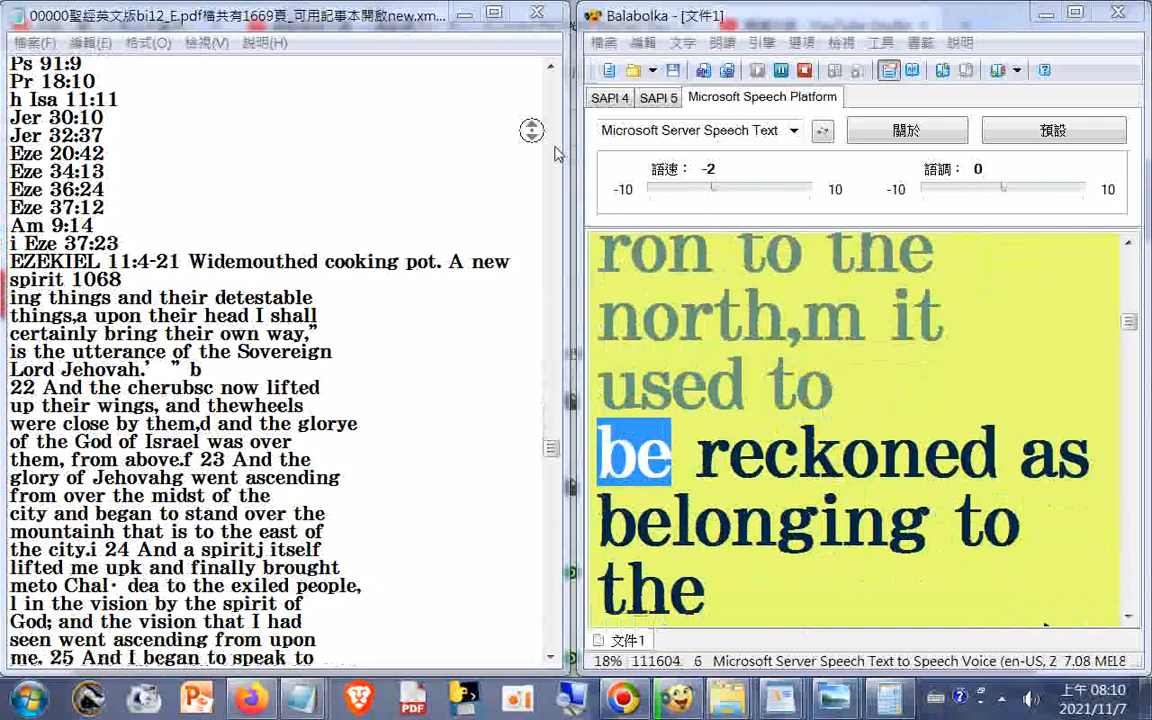 00000聖經英文版bi12_E.pdf檔共有1669頁_可用記事本開啟new.xm...
檔案(F) 編輯(E) 格式(O) 檢視(V) 說明(H)
Ps 91:9
Pr 18:10
h Isa 11:11
Jer 30:10
Jer 32:37
Eze 20:42
Eze 34:13
Eze 36:24
Eze 37:12
Am 9:14
i Eze 37:23
EZEKIEL 11:4-21 Widemouthed cooking pot. A new
spirit 1068
ing things and their detestable
things,a upon their head I shall
certainly bring their own way,”
is the utterance of the Sovereign
Lord Jehovah.’ ” b
22 And the cherubsc now lifted
up their wings, and thewheels
were close by them,d and the glorye
of the God of Israel was over
them, from above.f 23 And the
glory of Jehovahg went ascending
from over the midst of the
city and began to stand over the
mountainh that is to the east of
the city.i 24 And a spiritj itself
lifted me upk and finally brought
meto Chal· dea to the exiled people,
l in the vision by the spirit of
God; and the vision that I had
seen went ascending from upon
me. 25 And I began to speak to
Balabolka - [文件1]
檔案 編輯 文字 朗讀 引擎 選項 檢視 工具 書籤 說明
SAPI 4 SAPI 5 Microsoft Speech Platform
Microsoft Server Speech Text 關於 預設
語速： -2 語調： 0
-10 10 -10 10
ron to the
north,m it
used to
be reckoned as
belonging to
the
文件1
18% 111604 6 Microsoft Server Speech Text to Speech Voice (en-US, 2 7.08 ME
PDF
上午 08:10
2021/11/7